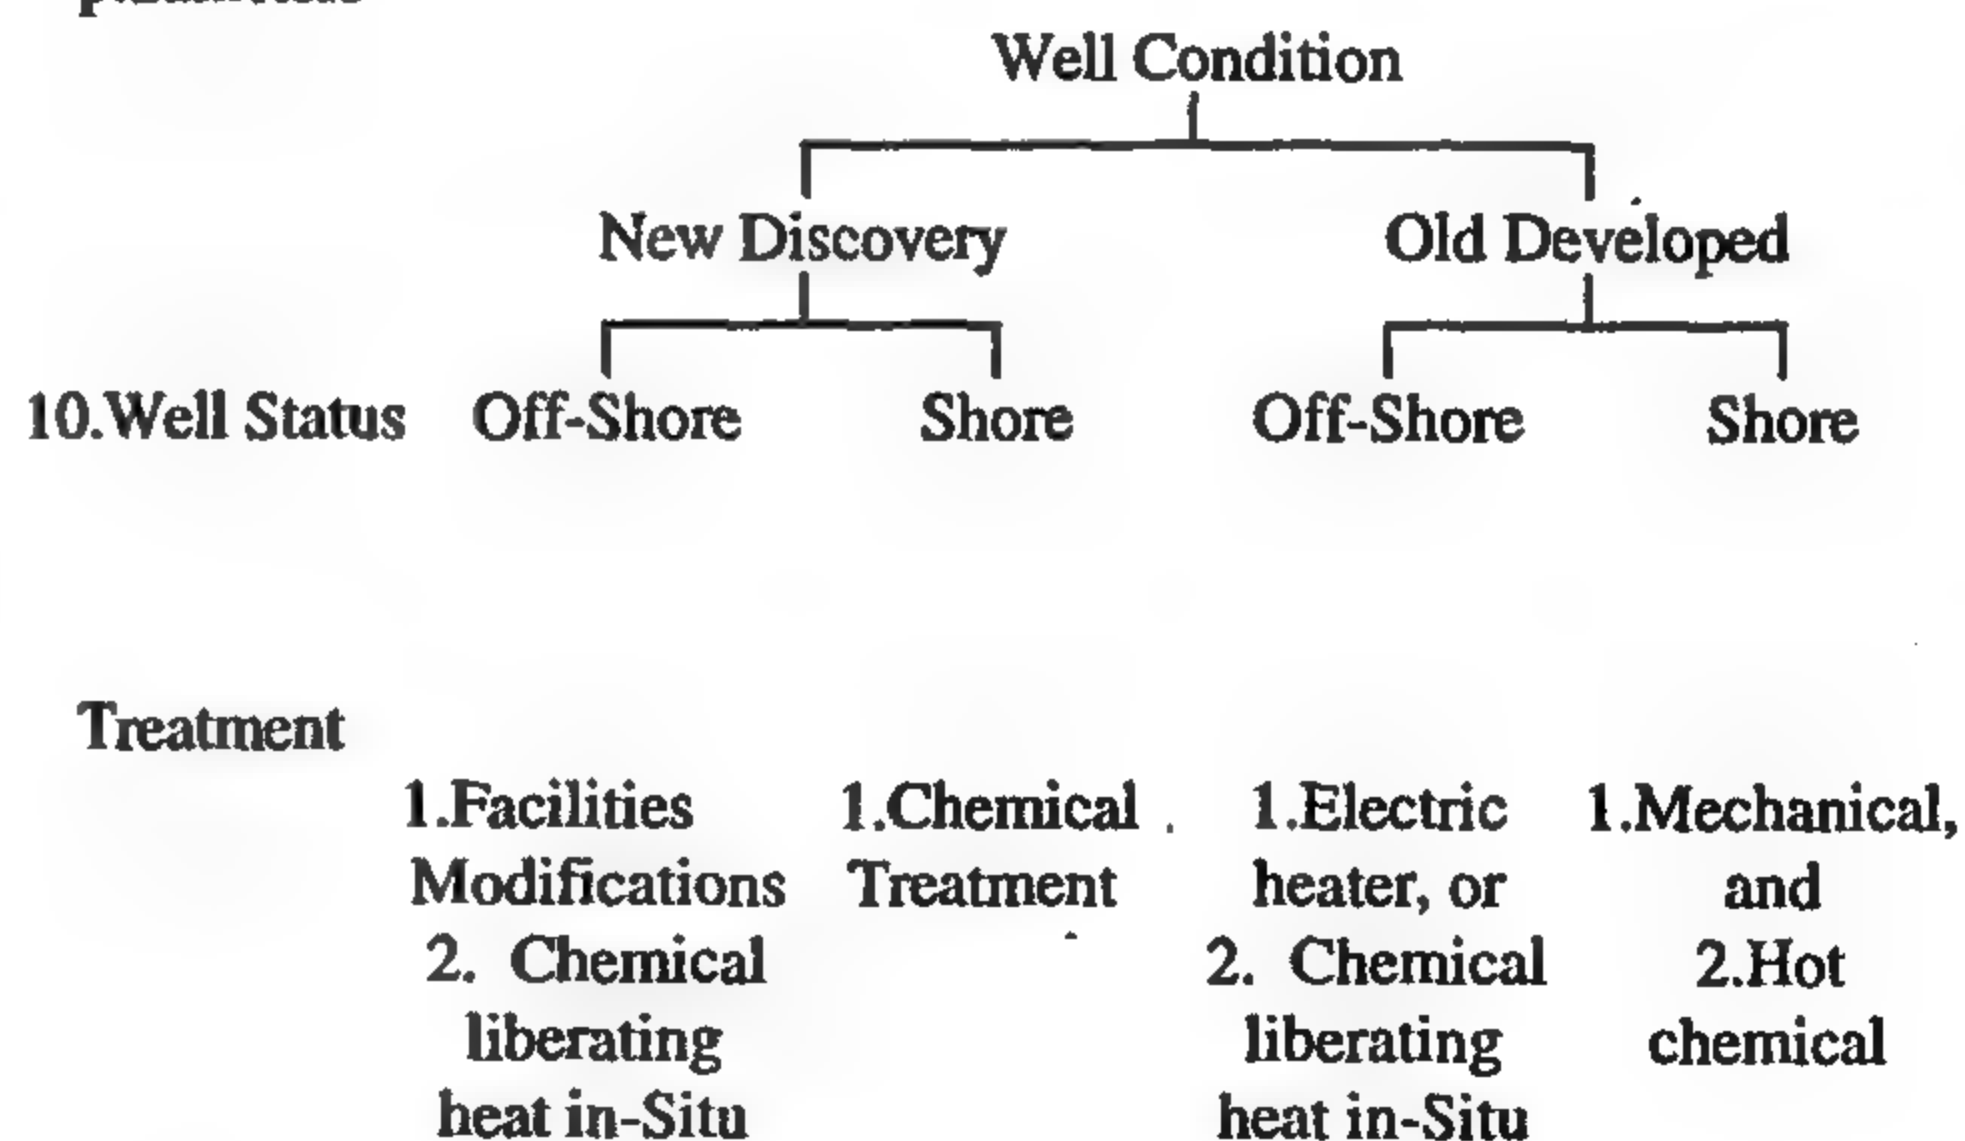 Well Condition
New Discovery Old Developed
10.Well Status Off-Shore Shore Off-Shore Shore
Treatment
1.Facilities 1.Chemical 1.Electric 1.Mechanical,
Modifications Treatment heater, or and
2. Chemical 2. Chemical 2.Hot
liberating liberating chemical
heat in-Situ heat in-Situ